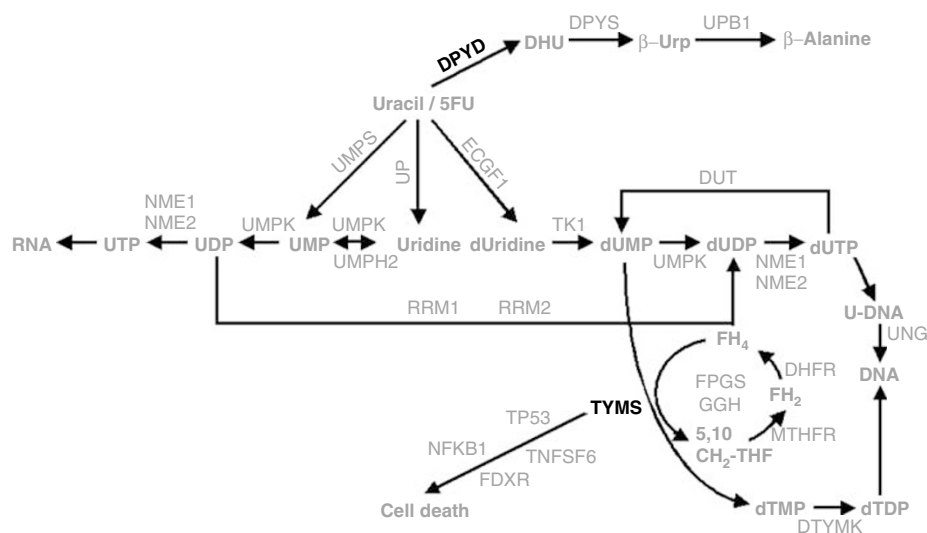 DPYS UPB1
DPYD DHU β–Urp β–Alanine
Uracil / 5FU
UMPS UP ECGF1
DUT
NME1
NME2 UMPK UMPK TK1
RNA UTP UDP UMP Uridine dUridine dUMP dUDP dUTP
UMPH2 UMPK NME1
NME2
RRM1 RRM2
U-DNA
UNG
FH4
DHFR
DNA
FPGS
GGH
FH2
TYMS
TP53
5,10
CH2-THF
MTHFR
NFKB1
TNFSF6
FDXR
Cell death
dTMP dTDP
DTYMK